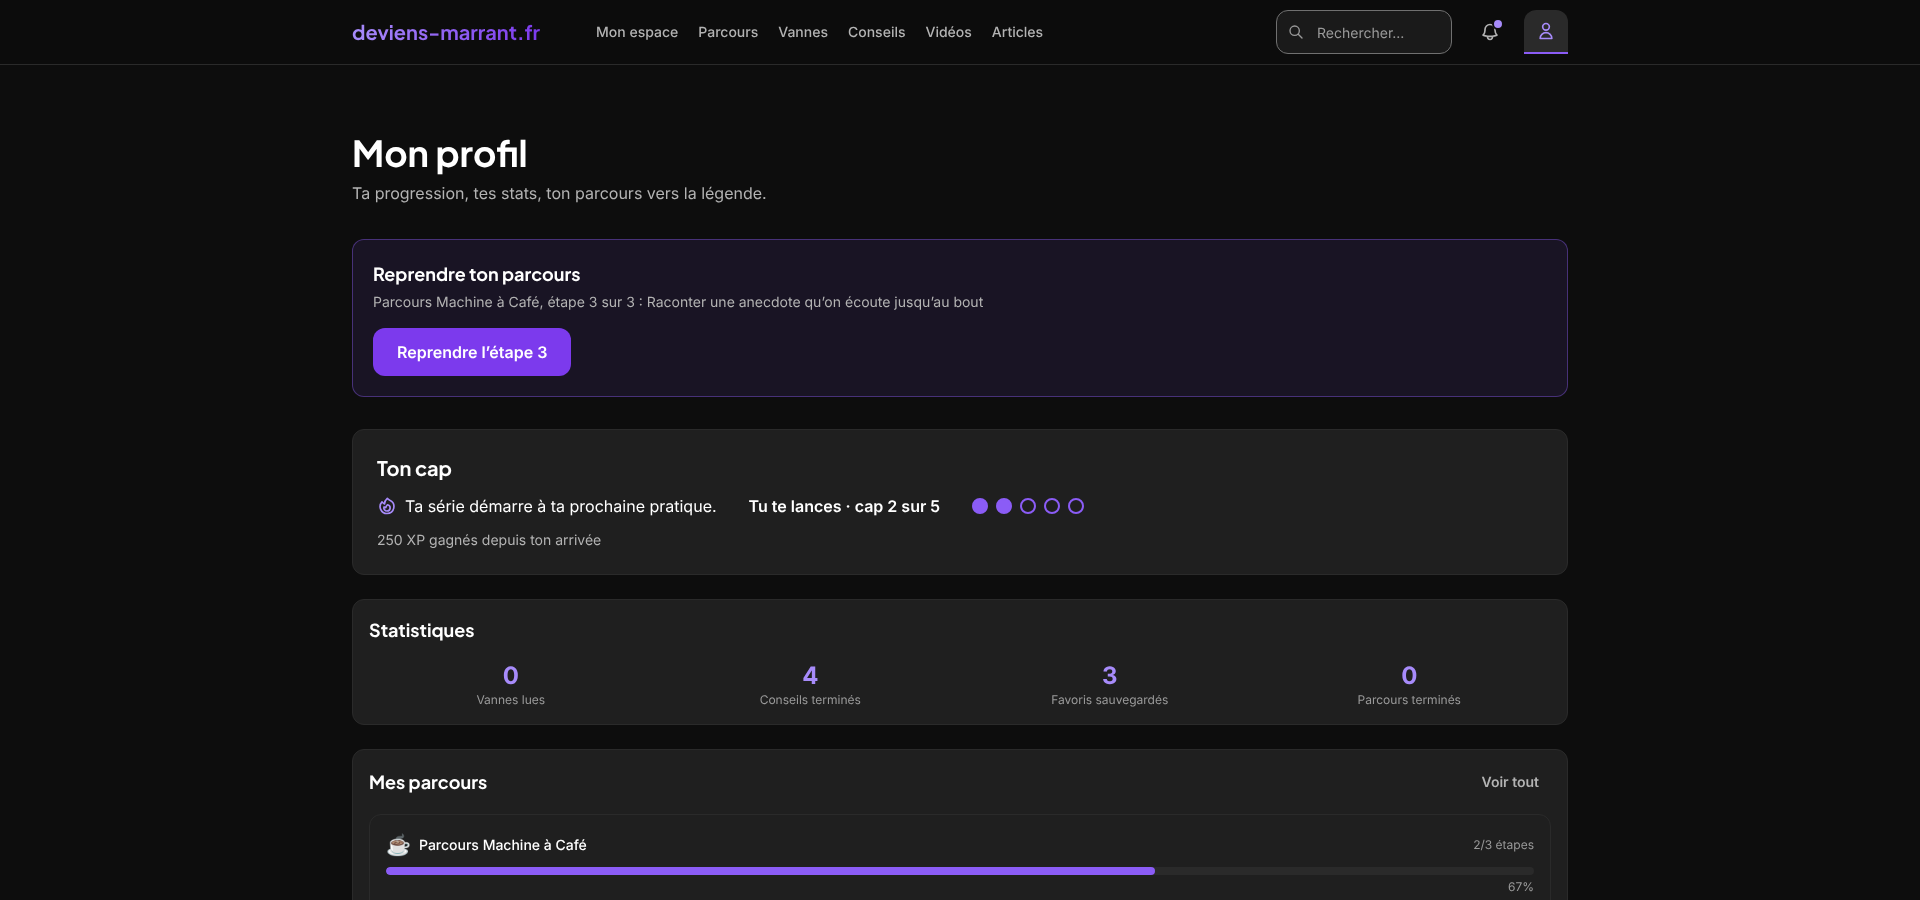 deviens-marrant.fr
Mon espace
Parcours
Vannes
Conseils
Vidéos
Articles
Rechercher...
Mon profil
Ta progression, tes stats, ton parcours vers la légende.
Reprendre ton parcours
Parcours Machine à Café, étape 3 sur 3 : Raconter une anecdote qu’on écoute jusqu’au bout
Reprendre l’étape 3
Ton cap
Ta série démarre à ta prochaine pratique.
Tu te lances · cap 2 sur 5
250 XP gagnés depuis ton arrivée
Statistiques
0
Vannes lues
4
Conseils terminés
3
Favoris sauvegardés
0
Parcours terminés
Mes parcours
Voir tout
Parcours Machine à Café
2/3 étapes
67%